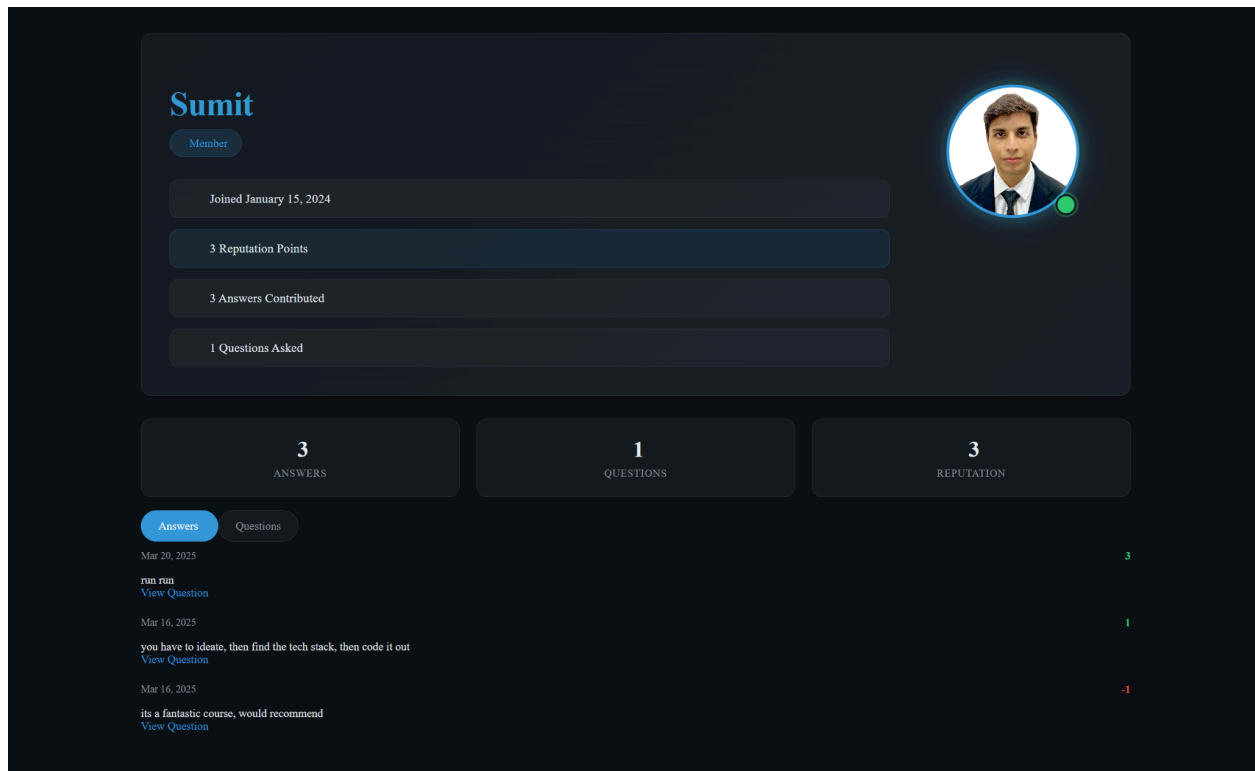 Sumit
Member
Joined January 15, 2024
3 Reputation Points
3 Answers Contributed
1 Questions Asked
3
ANSWERS
1
QUESTIONS
3
REPUTATION
Answers
Questions
Mar 20, 2025
3
run run
View Question
Mar 16, 2025
1
you have to ideate, then find the tech stack, then code it out
View Question
Mar 16, 2025
-1
its a fantastic course, would recommend
View Question